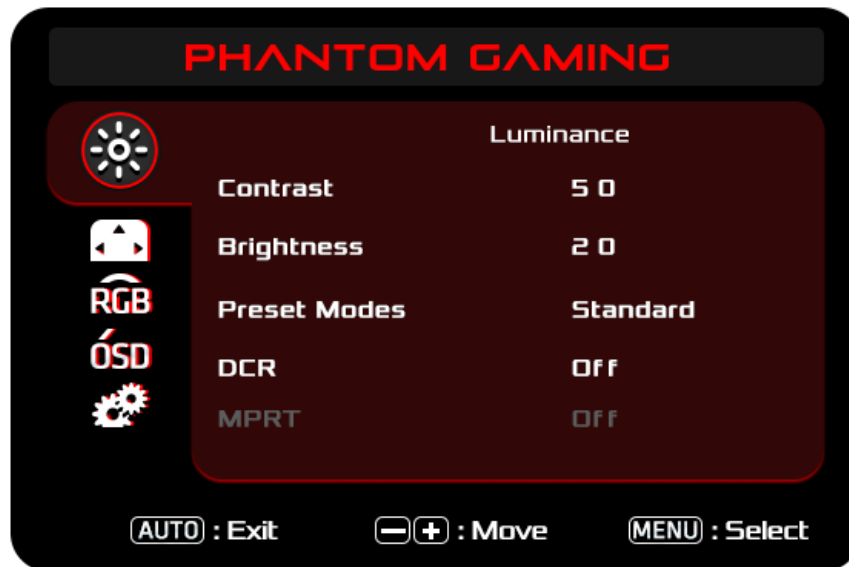 PHANTOM GAMING
Luminance
Contrast 50
Brightness 20
Preset Modes Standard
RGB
DCR Off
OSD
MPRT Off
AUTO : Exit - + : Move MENU : Select